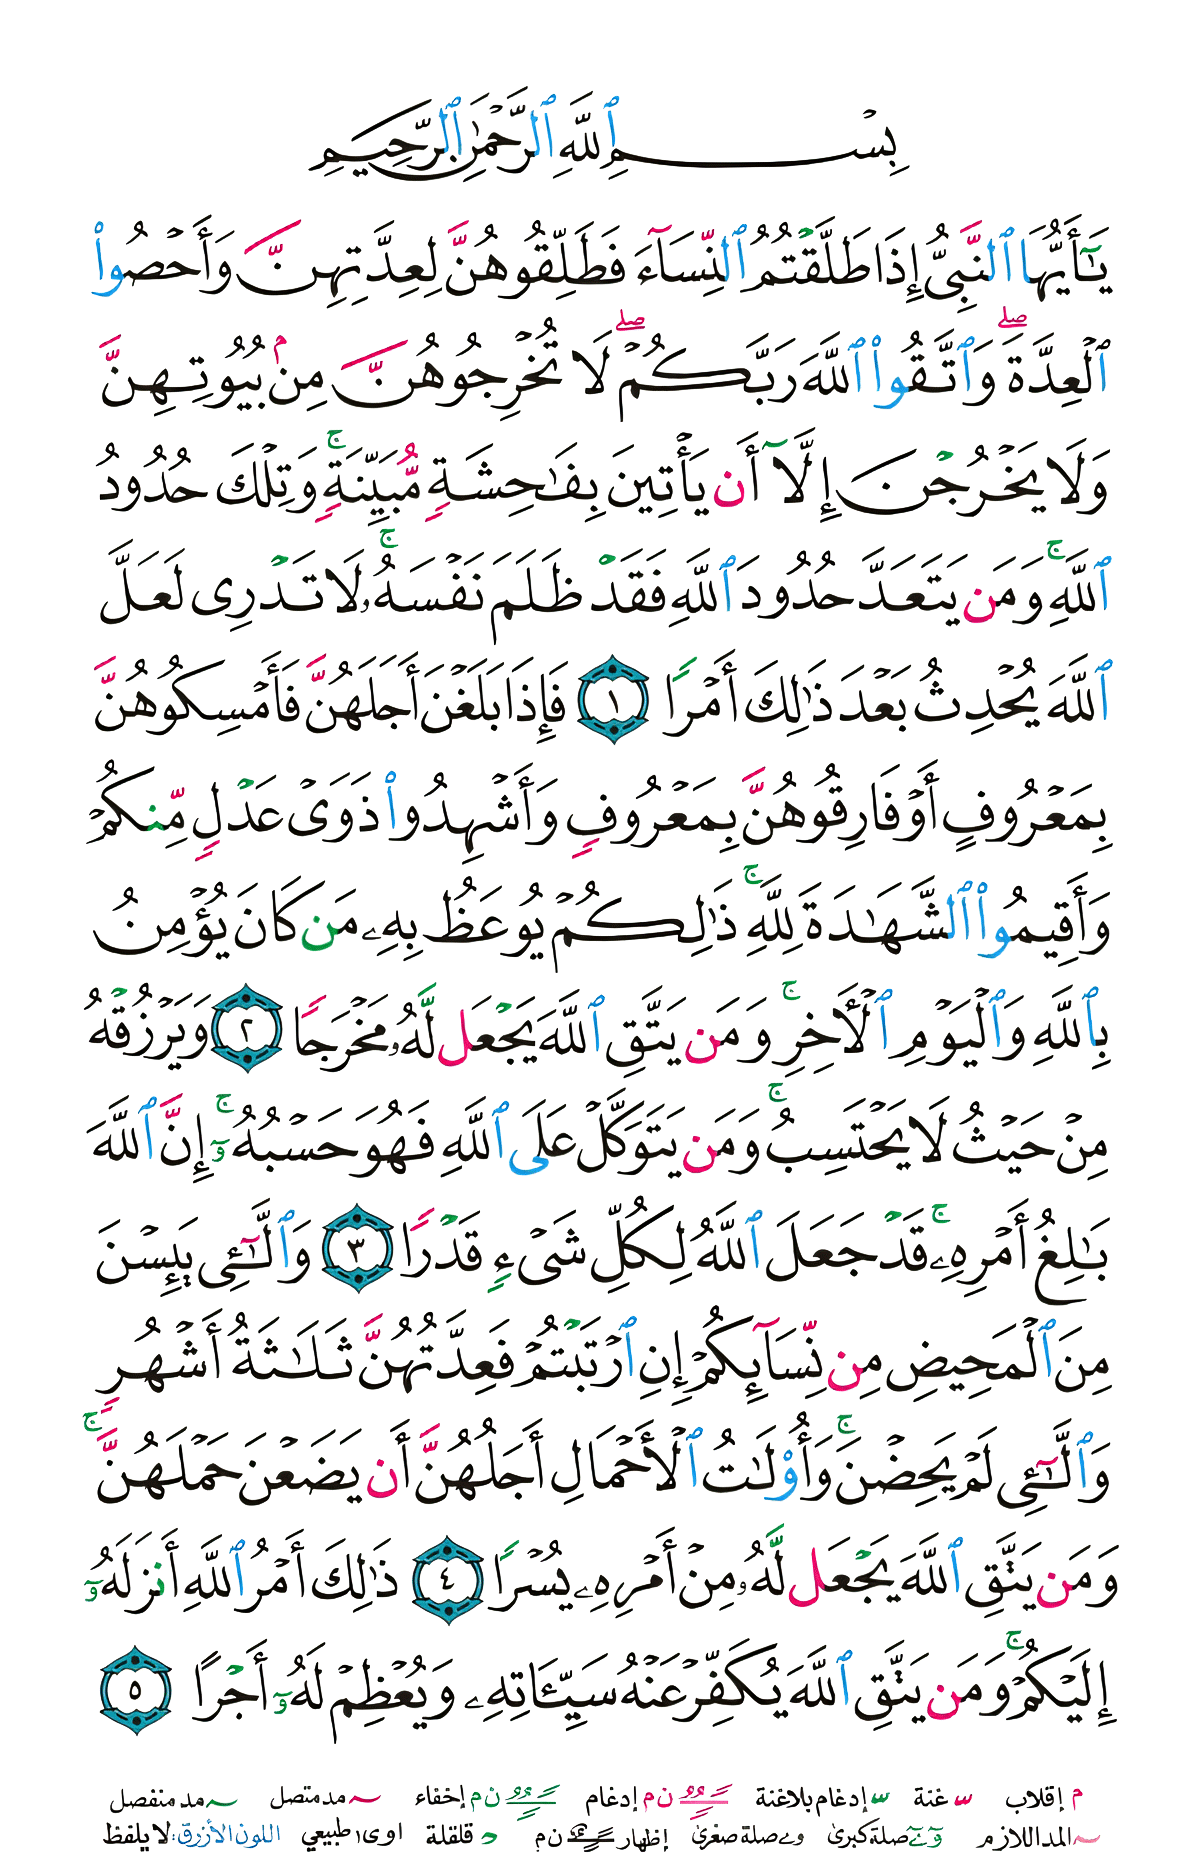 بِسْمِ ٱللَّهِ ٱلرَّحْمَٰنِ ٱلرَّحِيمِ
يَٰٓأَيُّهَا ٱلنَّبِيُّ إِذَا طَلَّقْتُمُ ٱلنِّسَآءَ فَطَلِّقُوهُنَّ لِعِدَّتِهِنَّ وَأَحْصُوا۟
ٱلْعِدَّةَ ۖ وَٱتَّقُوا۟ ٱللَّهَ رَبَّكُمْ ۖ لَا تُخْرِجُوهُنَّ مِنۢ بُيُوتِهِنَّ
وَلَا يَخْرُجْنَ إِلَّآ أَن يَأْتِينَ بِفَٰحِشَةٍ مُّبَيِّنَةٍ ۚ وَتِلْكَ حُدُودُ
ٱللَّهِ ۚ وَمَن يَتَعَدَّ حُدُودَ ٱللَّهِ فَقَدْ ظَلَمَ نَفْسَهُۥ ۚ لَا تَدْرِى لَعَلَّ
ٱللَّهَ يُحْدِثُ بَعْدَ ذَٰلِكَ أَمْرًا ١ فَإِذَا بَلَغْنَ أَجَلَهُنَّ فَأَمْسِكُوهُنَّ
بِمَعْرُوفٍ أَوْ فَارِقُوهُنَّ بِمَعْرُوفٍ وَأَشْهِدُوا۟ ذَوَىْ عَدْلٍ مِّنكُمْ
وَأَقِيمُوا۟ ٱلشَّهَٰدَةَ لِلَّهِ ۚ ذَٰلِكُمْ يُوعَظُ بِهِۦ مَن كَانَ يُؤْمِنُ
بِٱللَّهِ وَٱلْيَوْمِ ٱلْأَخِرِ ۚ وَمَن يَتَّقِ ٱللَّهَ يَجْعَل لَّهُۥ مَخْرَجًا ٢ وَيَرْزُقْهُ
مِنْ حَيْثُ لَا يَحْتَسِبُ ۚ وَمَن يَتَوَكَّلْ عَلَى ٱللَّهِ فَهُوَ حَسْبُهُۥٓ ۚ إِنَّ ٱللَّهَ
بَٰلِغُ أَمْرِهِۦ ۚ قَدْ جَعَلَ ٱللَّهُ لِكُلِّ شَىْءٍ قَدْرًا ٣ وَٱلَّٰٓئِى يَئِسْنَ
مِنَ ٱلْمَحِيضِ مِن نِّسَآئِكُمْ إِنِ ٱرْتَبْتُمْ فَعِدَّتُهُنَّ ثَلَٰثَةُ أَشْهُرٍ
وَٱلَّٰٓئِى لَمْ يَحِضْنَ ۚ وَأُو۟لَٰتُ ٱلْأَحْمَالِ أَجَلُهُنَّ أَن يَضَعْنَ حَمْلَهُنَّ ۚ
وَمَن يَتَّقِ ٱللَّهَ يَجْعَل لَّهُۥ مِنْ أَمْرِهِۦ يُسْرًا ٤ ذَٰلِكَ أَمْرُ ٱللَّهِ أَنزَلَهُۥٓ
إِلَيْكُمْ ۚ وَمَن يَتَّقِ ٱللَّهَ يُكَفِّرْ عَنْهُ سَيِّـَٔاتِهِۦ وَيُعْظِمْ لَهُۥٓ أَجْرًا ٥
م إقلاب غنة إدغام بلاغنة ن م إدغام ن م إخفاء مد متصل مد منفصل
المد اللازم صلة كبرى و ے صلة صغرى إظهار ن م قلقلة اوى طبيعي اللون الأزرق: لا يلفظ